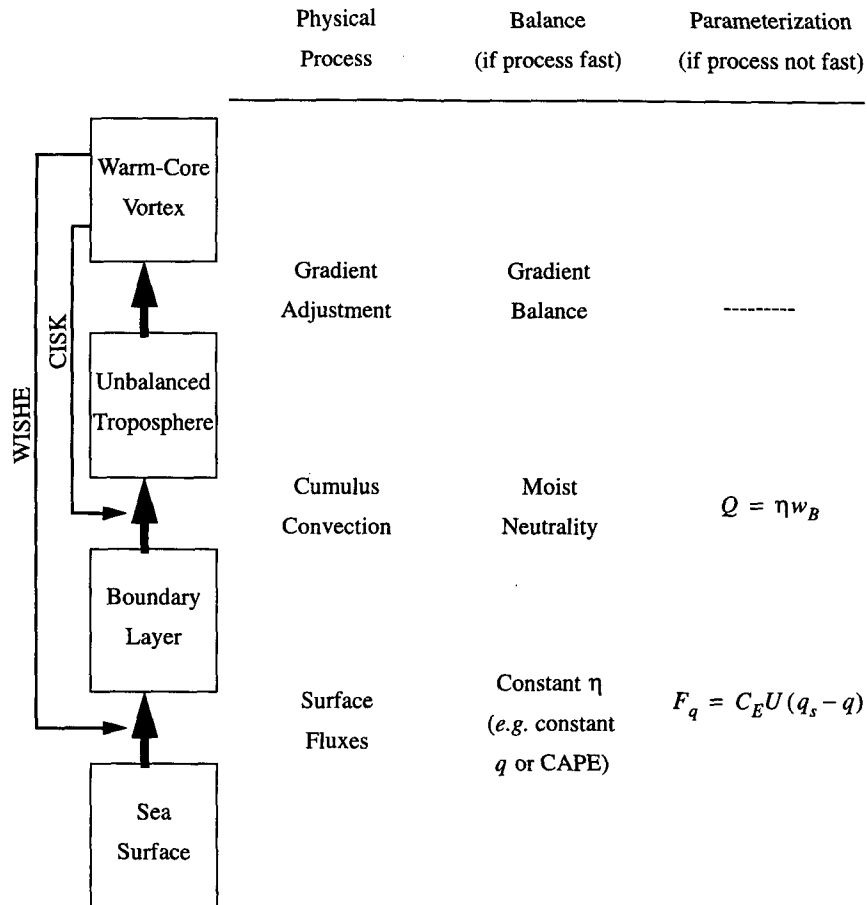 Physical
Process
Balance
(if process fast)
Parameterization
(if process not fast)
Warm-Core
Vortex
Gradient
Adjustment
Gradient
Balance
---------
CISK
WISHE
Unbalanced
Troposphere
Cumulus
Convection
Moist
Neutrality
Q = ηw_B
Boundary
Layer
Surface
Fluxes
Constant η
(e.g. constant
q or CAPE)
F_q = C_E U(q_s – q)
Sea
Surface